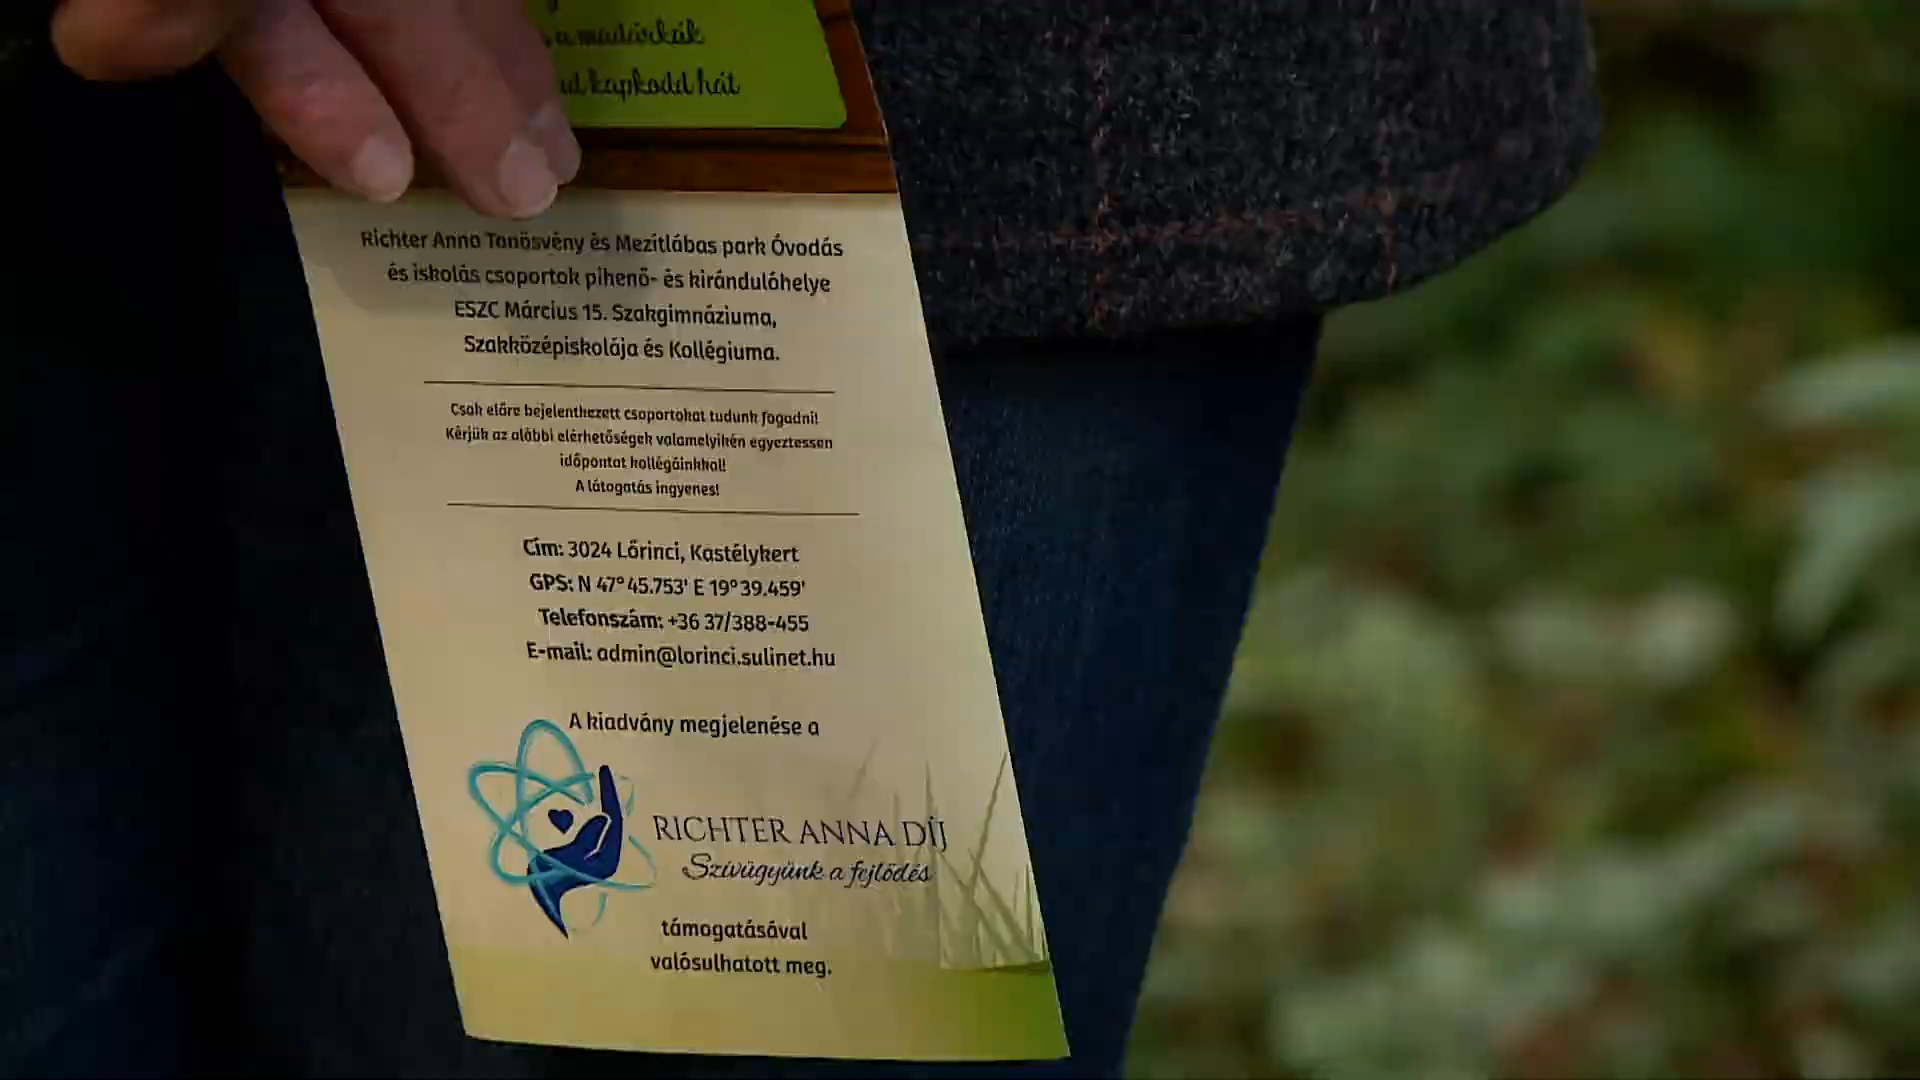 a madárkák
kapkodd hát
Richter Anna Tanösvény és Mezítlábas park Óvodás
és iskolás csoportok pihenő- és kirándulóhelye
ESZC Március 15. Szakgimnáziuma,
Szakközépiskolája és Kollégiuma.
Csak előre bejelentkezett csoportokat tudunk fogadni!
Kérjük az alábbi elérhetőségek valamelyikén egyeztessen
időpontot kollégáinkkal!
A látogatás ingyenes!
Cím: 3024 Lőrinci, Kastélykert
GPS: N 47° 45.753' E 19° 39.459'
Telefonszám: +36 37/388-455
E-mail: admin@lorinci.sulinet.hu
A kiadvány megjelenése a
RICHTER ANNA DÍJ
Szívügyünk a fejlődés
támogatásával
valósulhatott meg.